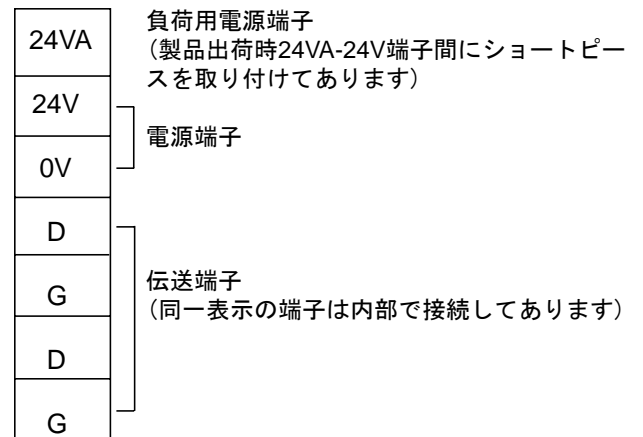 24VA
負荷用電源端子
（製品出荷時24VA-24V端子間にショートピー
スを取り付けてあります）
24V
電源端子
0V
D
伝送端子
（同一表示の端子は内部で接続してあります）
G
D
G